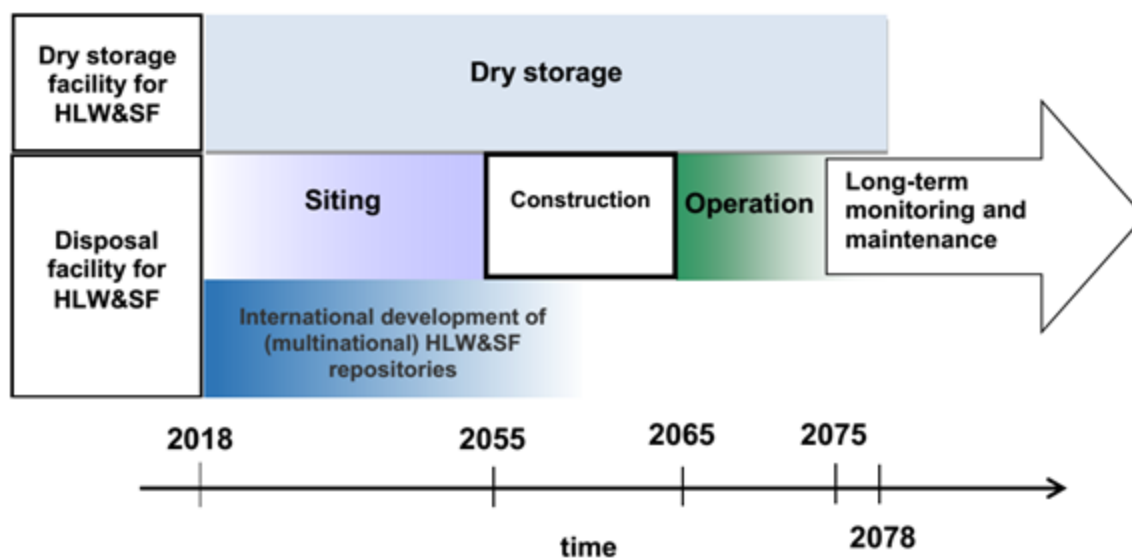 Dry storage
facility for
HLW&SF
Dry storage
Disposal
facility for
HLW&SF
Siting
Construction
Operation
Long-term
monitoring and
maintenance
International development of
(multinational) HLW&SF
repositories
2018
2055
2065
2075
2078
time